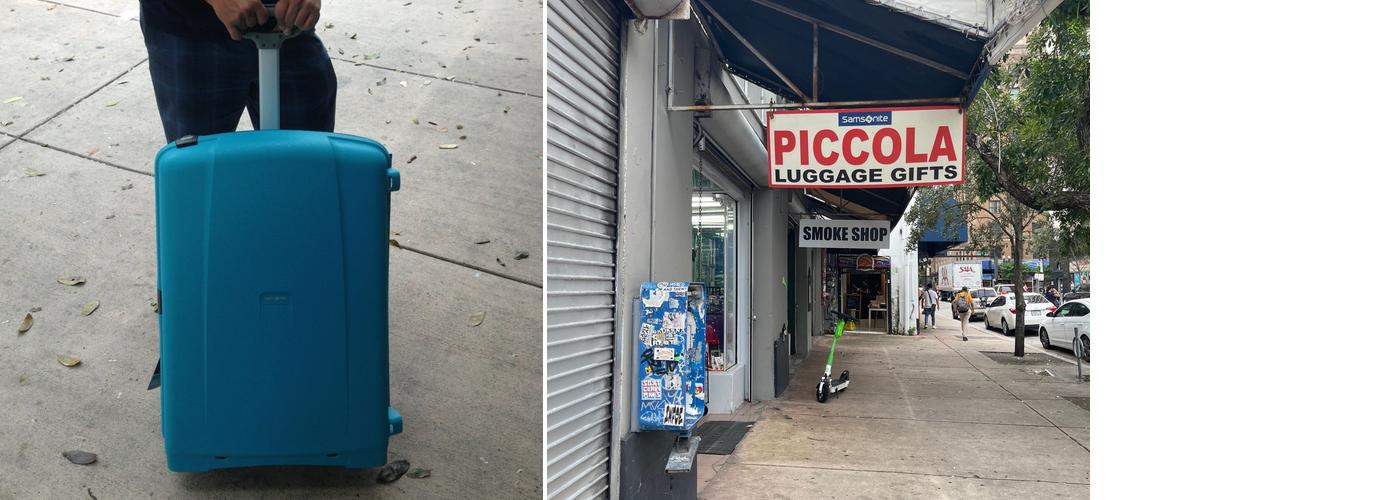 Samsonite
PICCOLA
LUGGAGE GIFTS
SMOKE SHOP